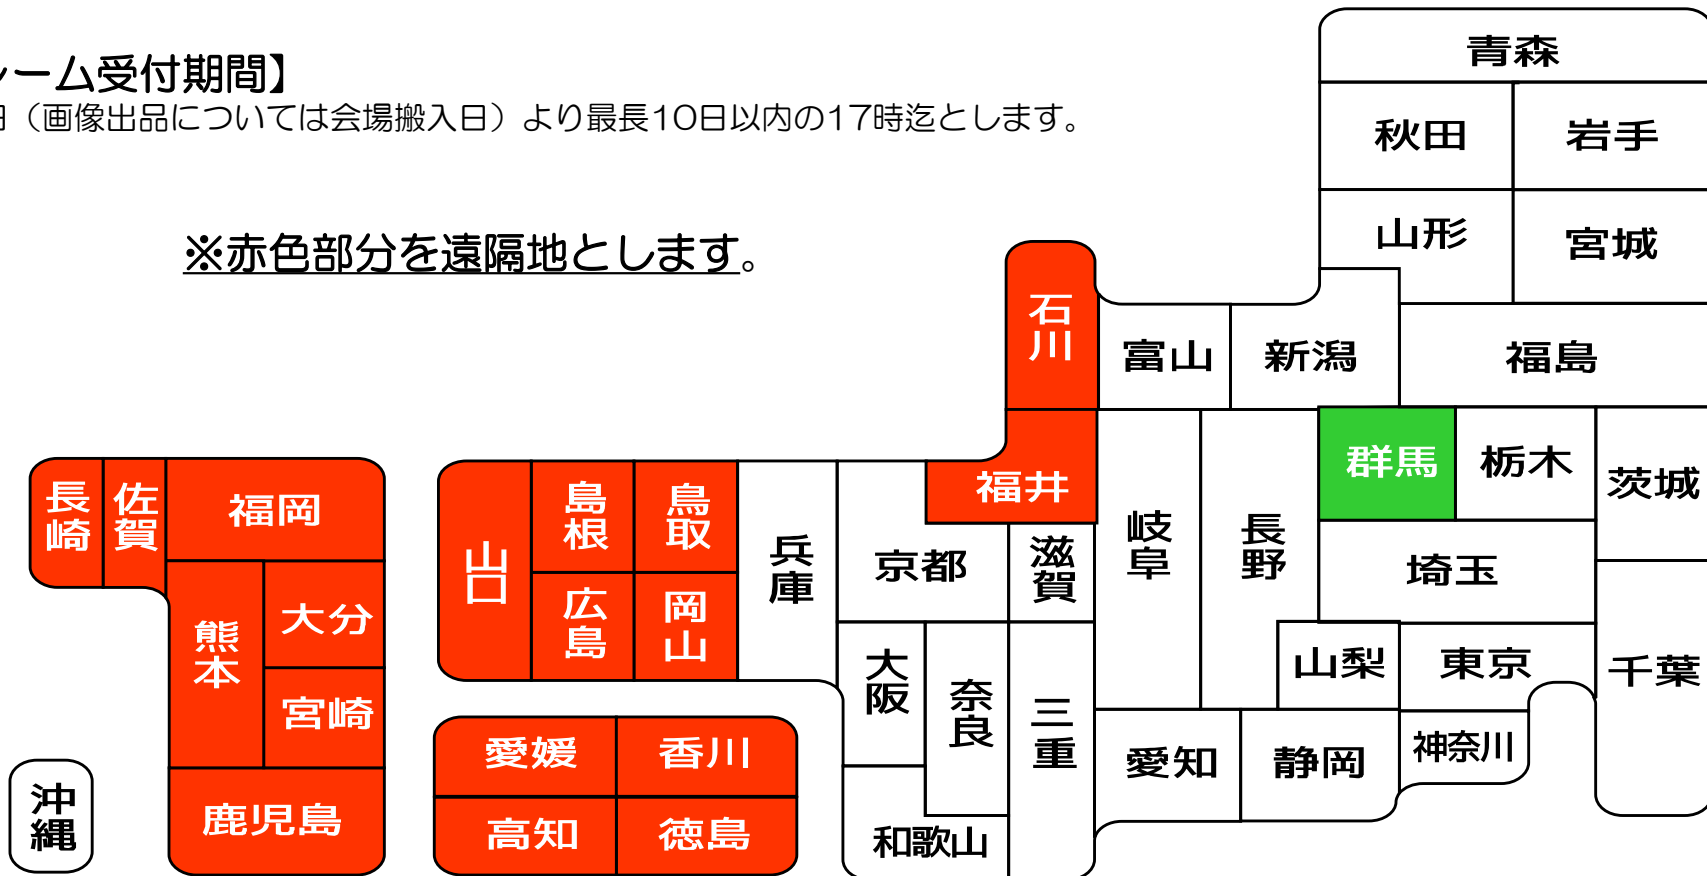 ーム受付期間】
（画像出品については会場搬入日）より最長10日以内の17時迄とします。
※赤色部分を遠隔地とします。
青森
秋田
岩手
山形
宮城
石川
富山
新潟
福島
群馬
栃木
茨城
福井
長崎
佐賀
福岡
山口
島根
鳥取
兵庫
京都
滋賀
岐阜
長野
埼玉
熊本
大分
広島
岡山
大阪
奈良
三重
山梨
東京
千葉
宮崎
愛媛
香川
愛知
静岡
神奈川
沖縄
鹿児島
高知
徳島
和歌山